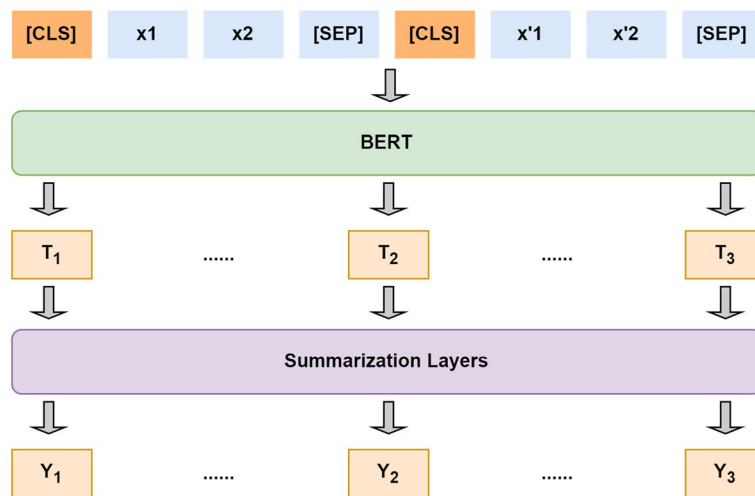 [CLS] x1 x2 [SEP] [CLS] x'1 x'2 [SEP]
BERT
T₁ ...... T₂ ...... T₃
Summarization Layers
Y₁ ...... Y₂ ...... Y₃